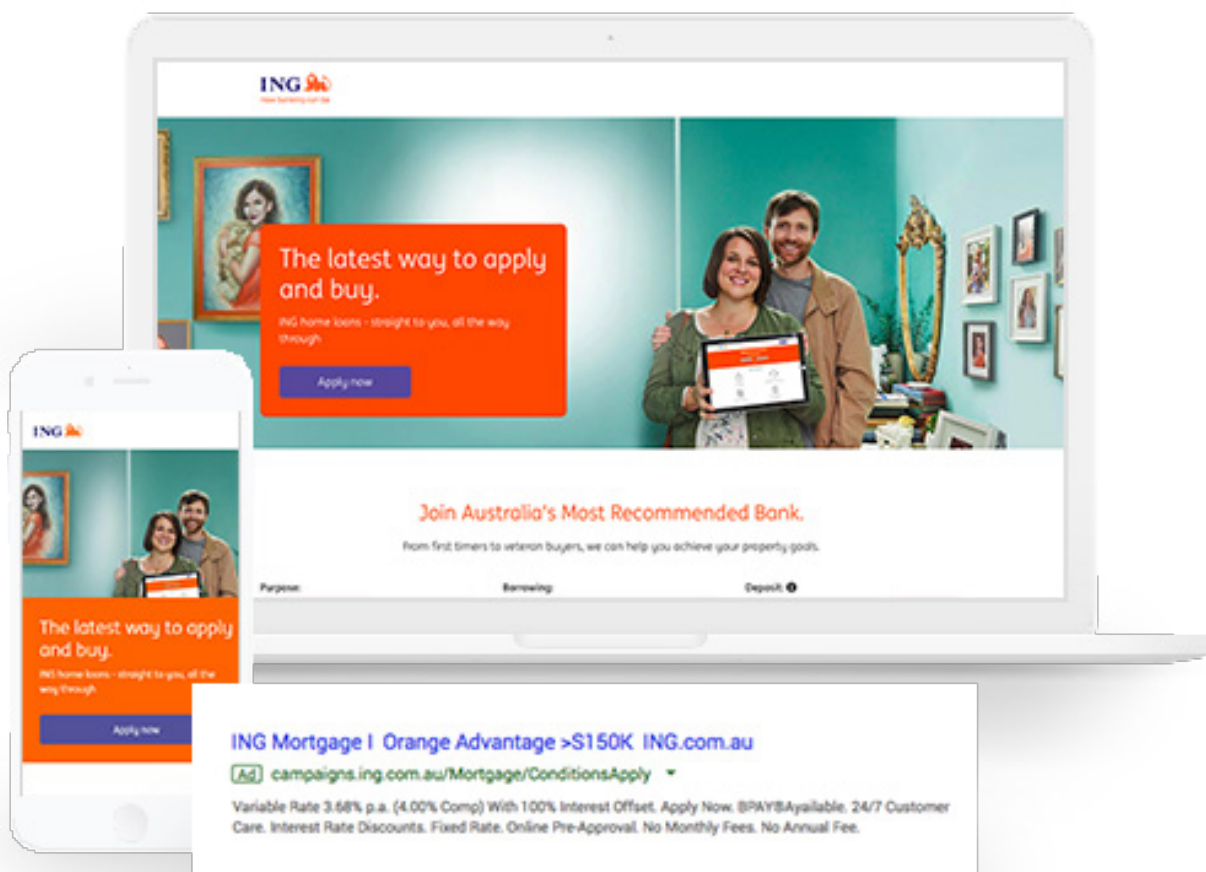 ING
The latest way to apply
and buy.
ING home loans - straight to you, all the way
through
Apply now
Join Australia's Most Recommended Bank.
From first timers to veteran buyers, we can help you achieve your property goals.
Purpose:
Borrowing:
Deposit:
ING
The latest way to apply
and buy.
ING home loans - straight to you, all the
way through
Apply now
ING Mortgage I Orange Advantage >S150K ING.com.au
Ad campaigns.ing.com.au/Mortgage/ConditionsApply
Variable Rate 3.68% p.a. (4.00% Comp) With 100% Interest Offset. Apply Now. BPAY®Ayailable. 24/7 Customer
Care. Interest Rate Discounts. Fixed Rate. Online Pre-Approval. No Monthly Fees. No Annual Fee.